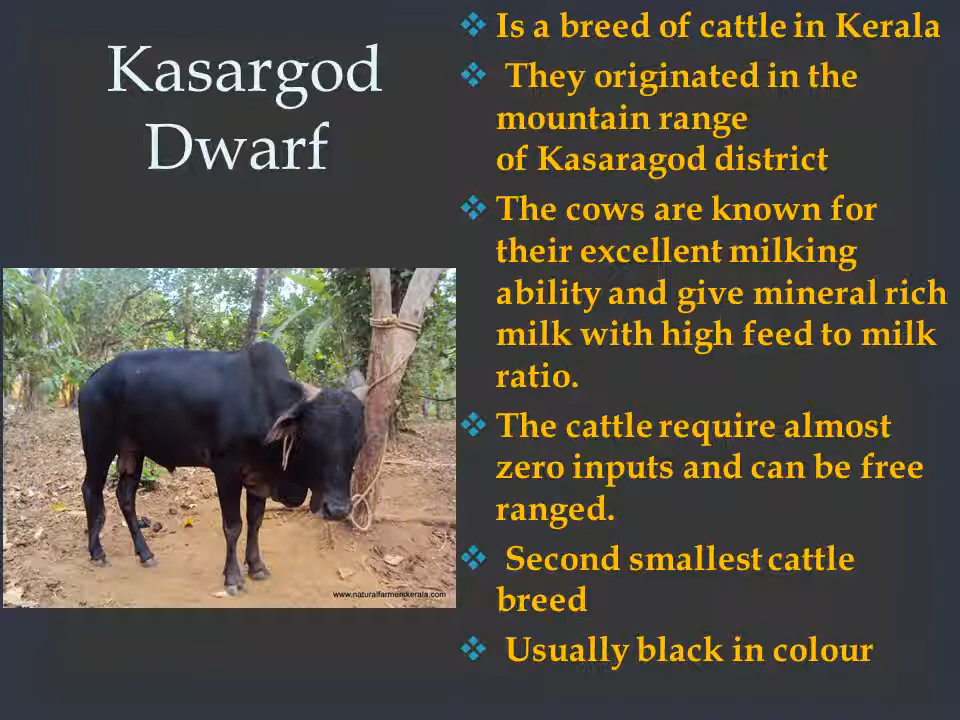 Kasargod
Dwarf
Is a breed of cattle in Kerala
They originated in the
mountain range
of Kasaragod district
The cows are known for
their excellent milking
ability and give mineral rich
milk with high feed to milk
ratio.
The cattle require almost
zero inputs and can be free
ranged.
Second smallest cattle
breed
Usually black in colour
www.naturalfarmerskerala.com